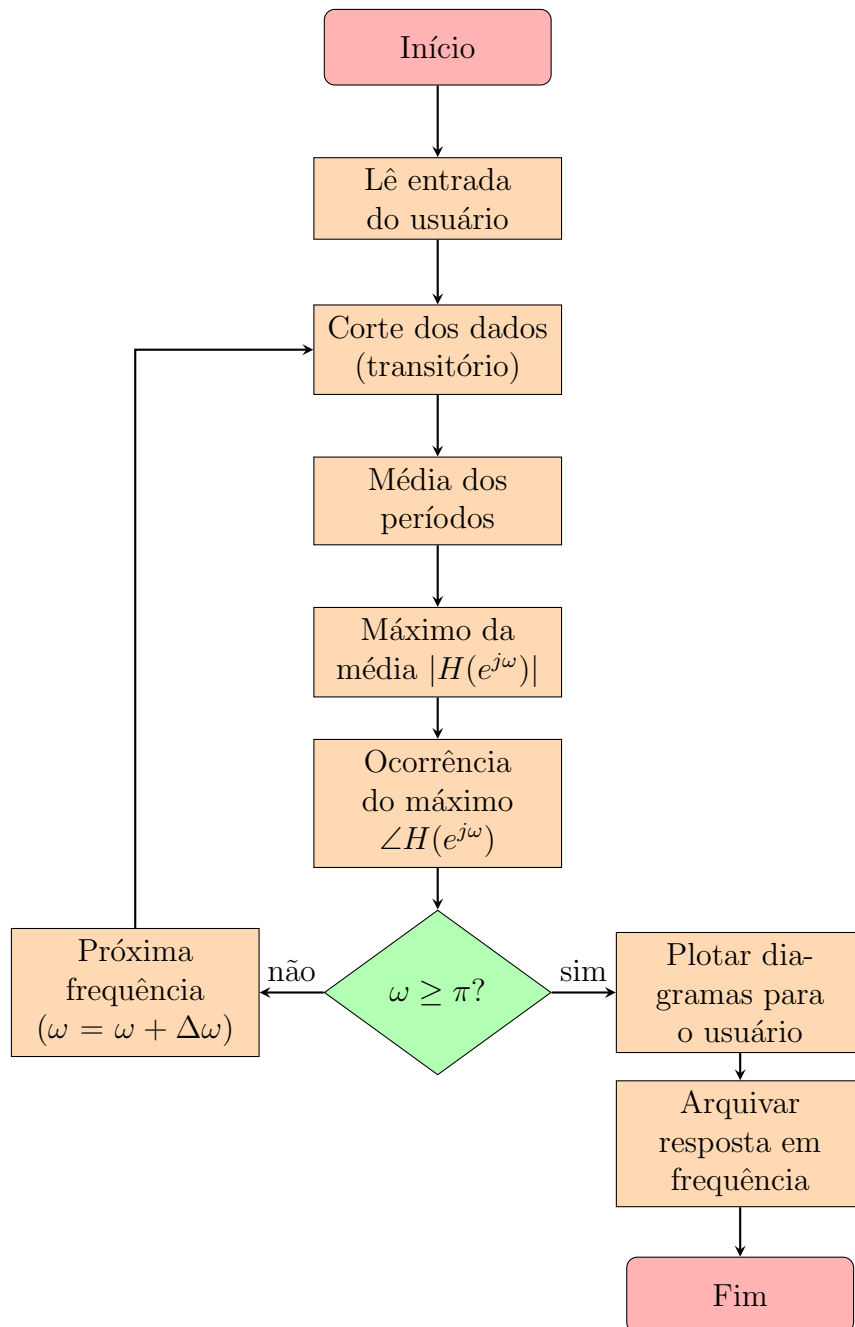 Início
Lê entrada
do usuário
Corte dos dados
(transitório)
Média dos
períodos
Máximo da
média |H(e^{jω})|
Ocorrência
do máximo
∠H(e^{jω})
ω ≥ π?
não
Próxima
frequência
(ω = ω + Δω)
sim
Plotar dia-
gramas para
o usuário
Arquivar
resposta em
frequência
Fim